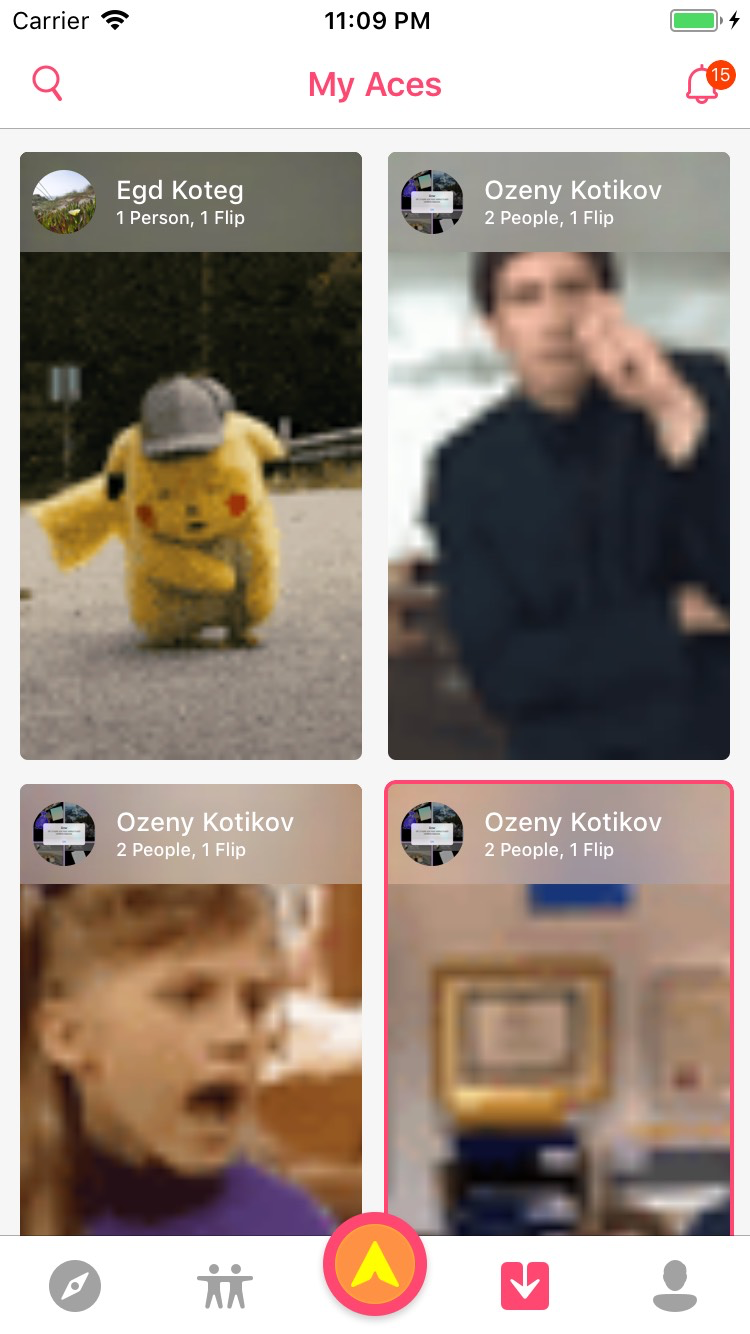 Carrier 11:09 PM
My Aces
15
Egd Koteg
1 Person, 1 Flip
Ozeny Kotikov
2 People, 1 Flip
Ozeny Kotikov
2 People, 1 Flip
Ozeny Kotikov
2 People, 1 Flip